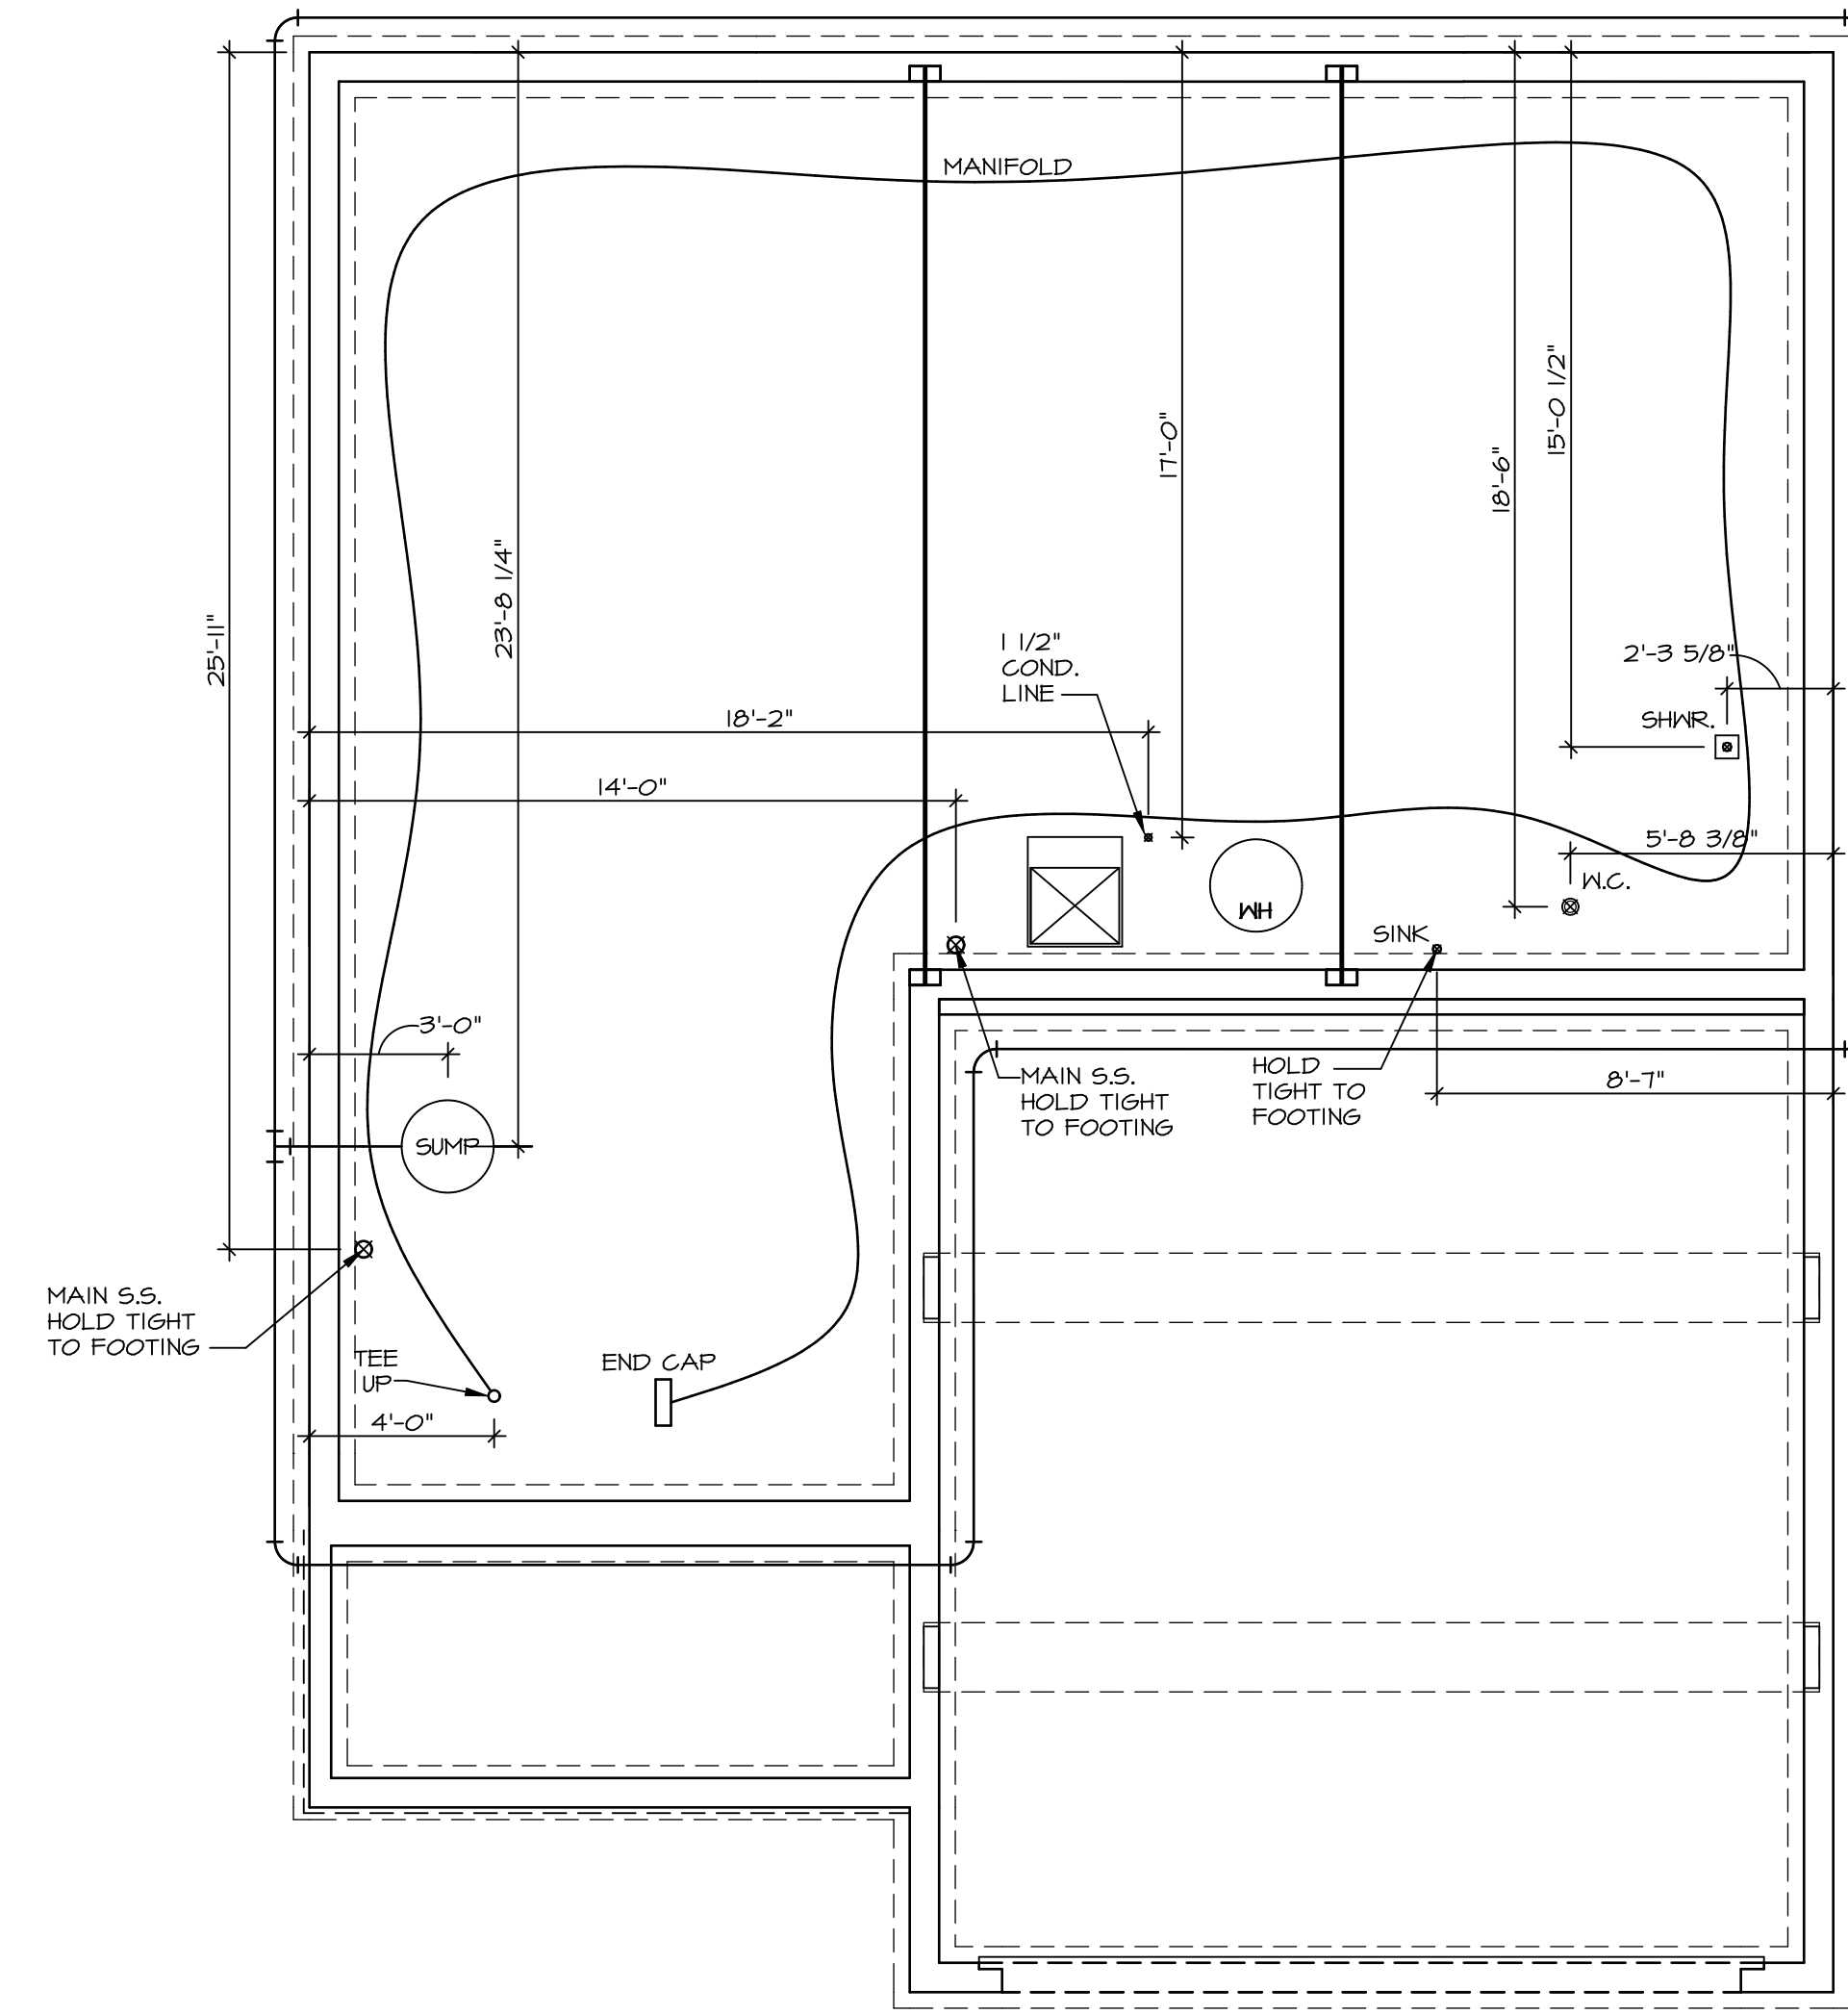 MANIFOLD
25'-11"
23'-8 1/4"
17'-0"
18'-6"
15'-0 1/2"
1 1/2"
COND.
LINE
2'-3 5/8"
SHWR.
18'-2"
14'-0"
5'-8 3/8"
W.C.
WH
SINK
3'-0"
MAIN S.S.
HOLD TIGHT
TO FOOTING
HOLD
TIGHT TO
FOOTING
8'-7"
SUMP
MAIN S.S.
HOLD TIGHT
TO FOOTING
TEE
UP
END CAP
4'-0"